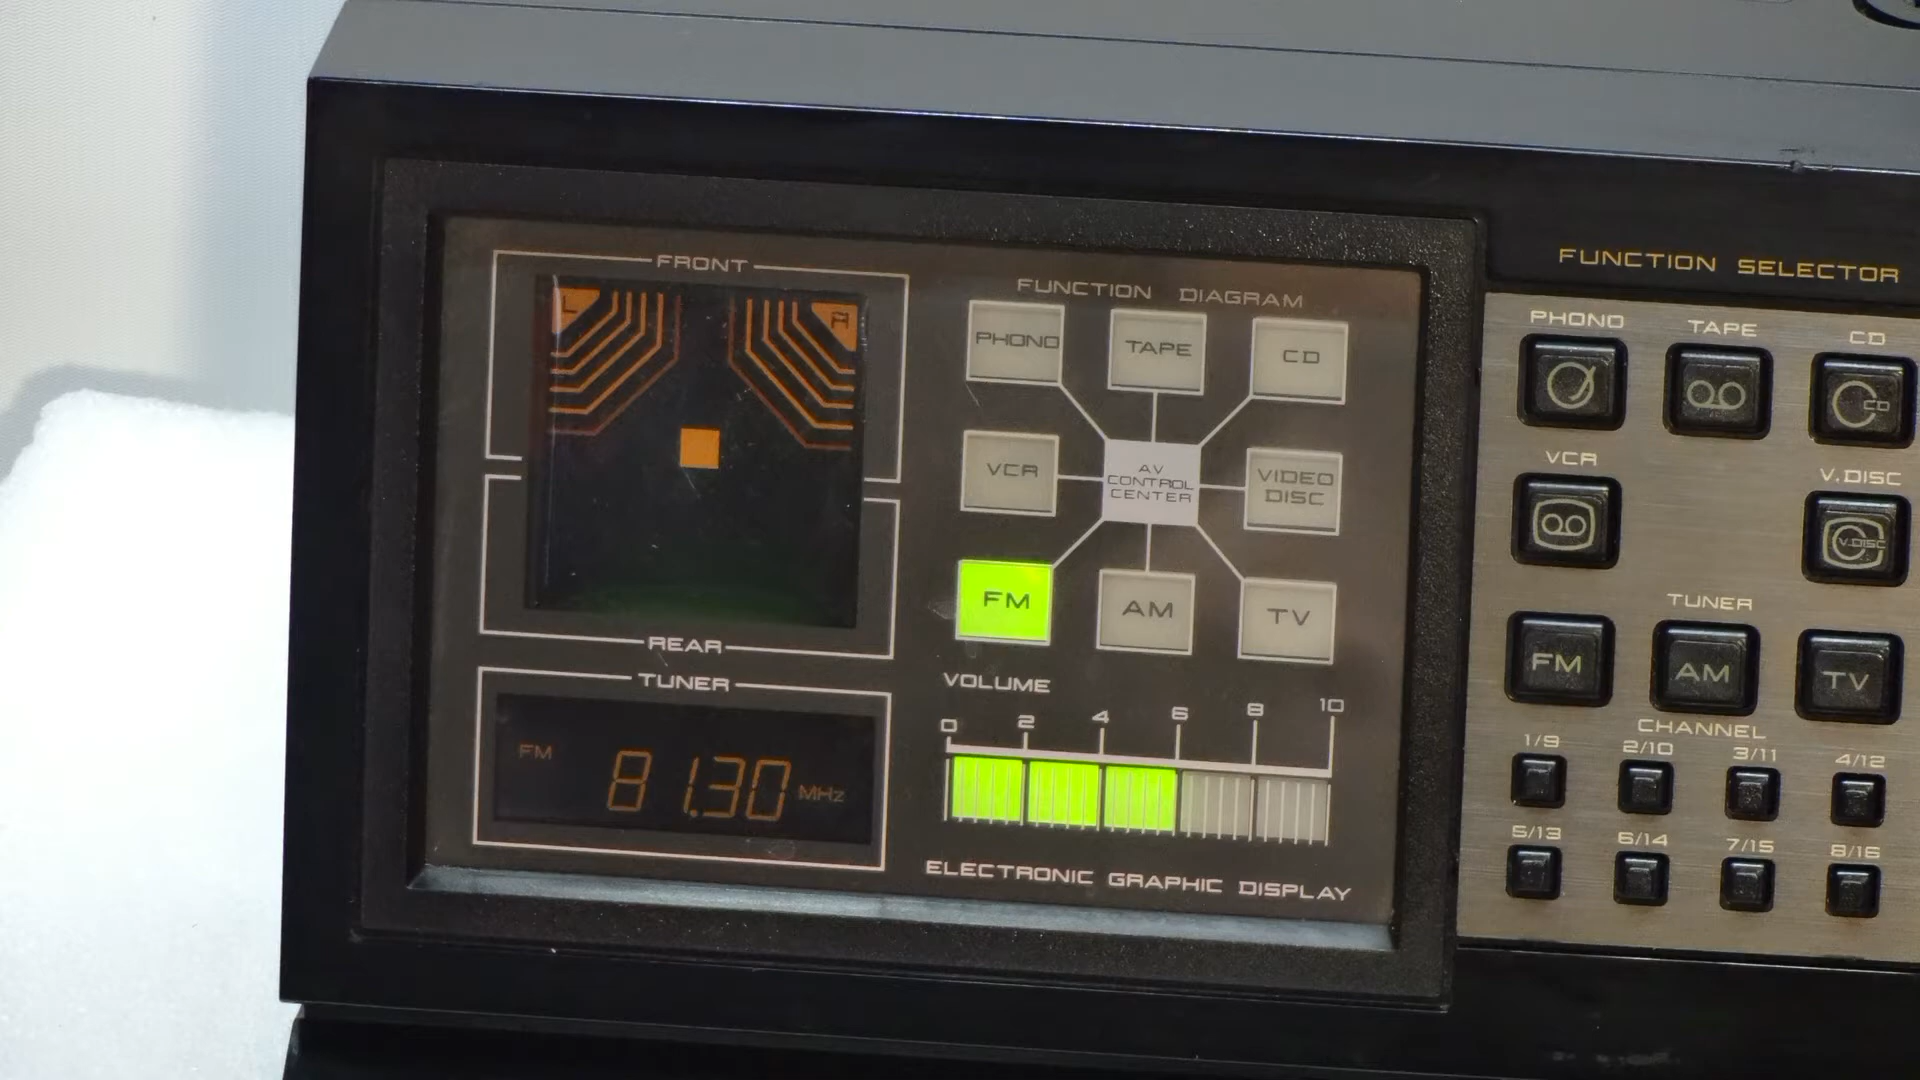 FRONT
L
R
REAR
TUNER
FM 81.30 MHz
FUNCTION DIAGRAM
PHONO
TAPE
CD
VCR
AV
CONTROL
CENTER
VIDEO
DISC
FM
AM
TV
VOLUME
0 2 4 6 8 10
ELECTRONIC GRAPHIC DISPLAY
FUNCTION SELECTOR
PHONO
TAPE
CD
CD
VCR
V.DISC
V.DISC
TUNER
FM
AM
TV
CHANNEL
1/9 2/10 3/11 4/12
5/13 6/14 7/15 8/16